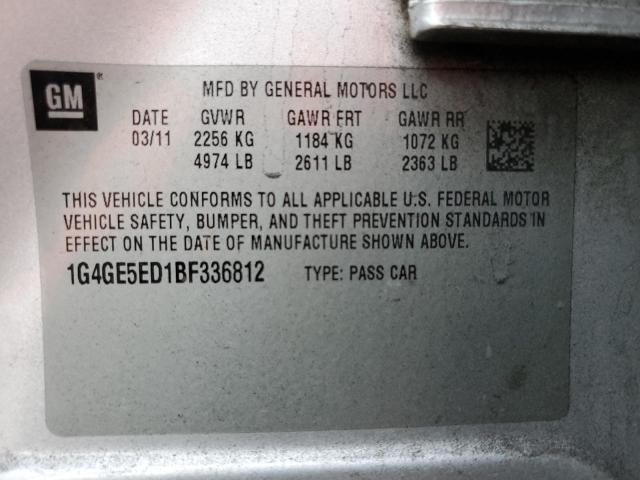 GM ®
MFD BY GENERAL MOTORS LLC
DATE GVWR GAWR FRT GAWR RR
03/11 2256 KG 1184 KG 1072 KG
4974 LB 2611 LB 2363 LB
THIS VEHICLE CONFORMS TO ALL APPLICABLE U.S. FEDERAL MOTOR
VEHICLE SAFETY, BUMPER, AND THEFT PREVENTION STANDARDS IN
EFFECT ON THE DATE OF MANUFACTURE SHOWN ABOVE.
1G4GE5ED1BF336812 TYPE: PASS CAR